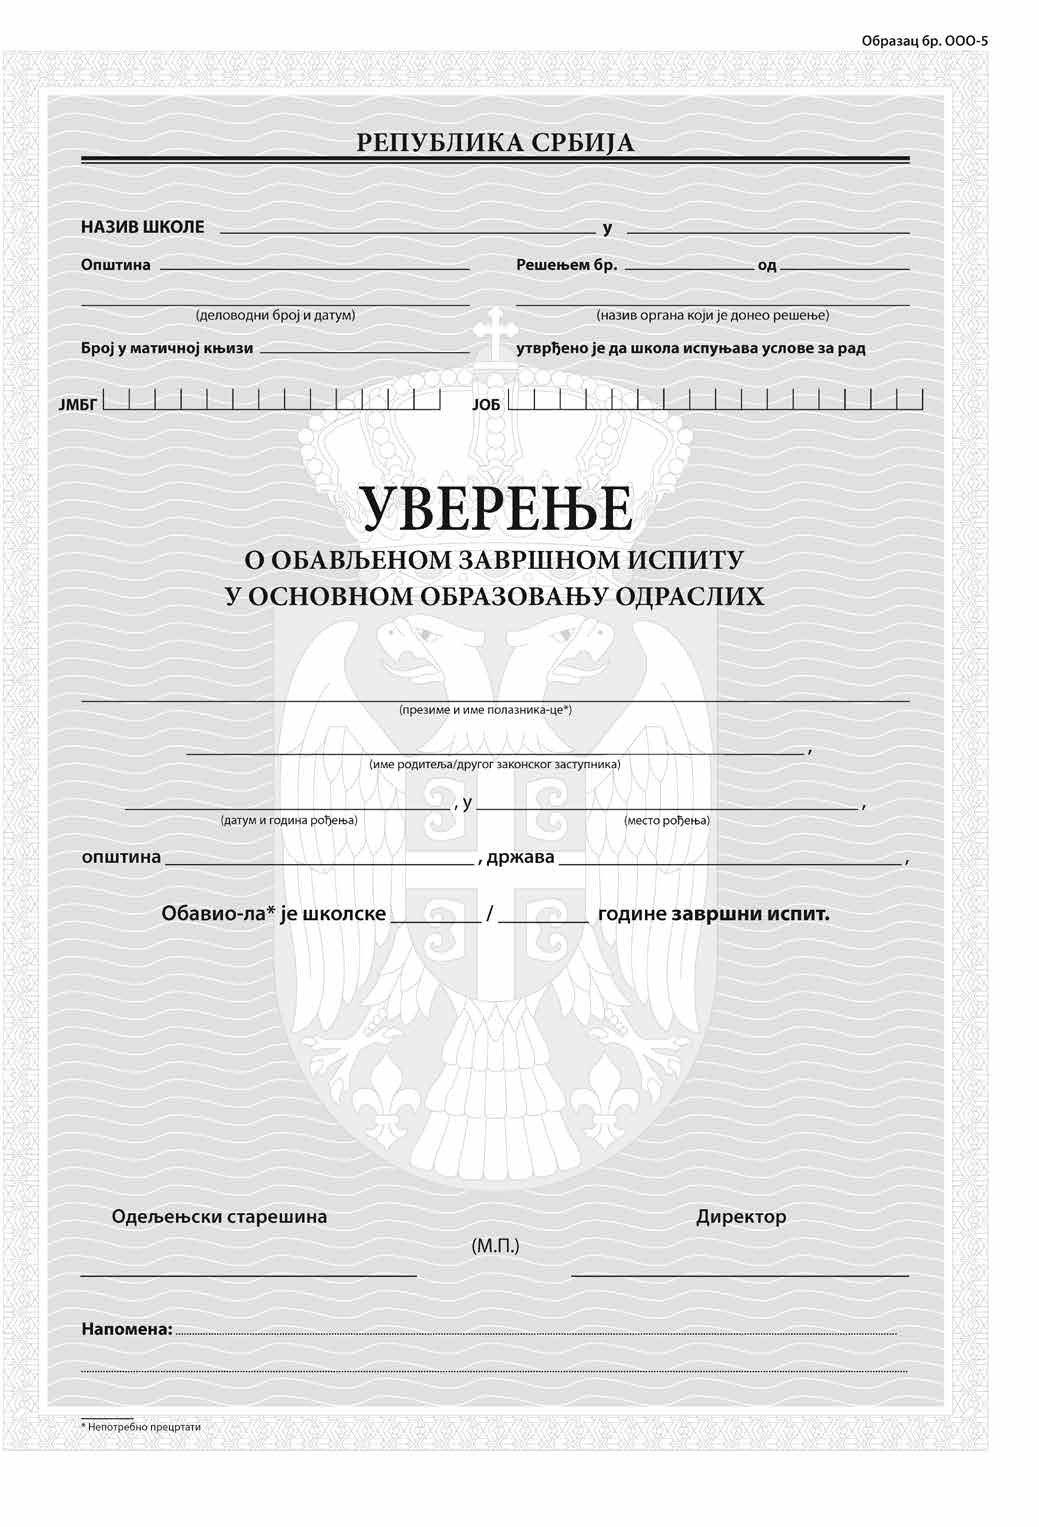 Образац бр. ООО-5
РЕПУБЛИКА СРБИЈА
НАЗИВ ШКОЛЕ у
Општина Решењем бр. од
(деловодни број и датум) (назив органа који је донео решење)
Број у матичној књизи утврђено је да школа испуњава услове за рад
ЈМБГ ЈОБ
УВЕРЕЊЕ
О ОБАВЉЕНОМ ЗАВРШНОМ ИСПИТУ
У ОСНОВНОМ ОБРАЗОВАЊУ ОДРАСЛИХ
(презиме и име полазника-це*)
,
(име родитеља/другог законског заступника)
, у ,
(датум и година рођења) (место рођења)
општина , држава ,
Обавио-ла* је школске / године завршни испит.
Одељењски старешина Директор
(М.П.)
Напомена:
* Непотребно прецртати